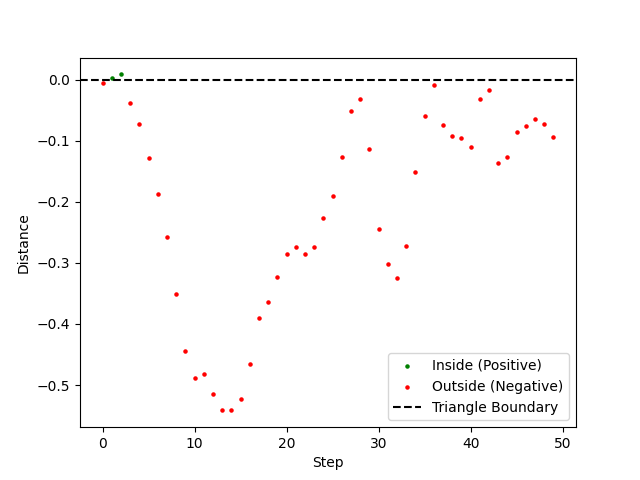 0.0
−0.1
−0.2
−0.3
−0.4
−0.5
Distance
Inside (Positive)
Outside (Negative)
Triangle Boundary
0 10 20 30 40 50
Step